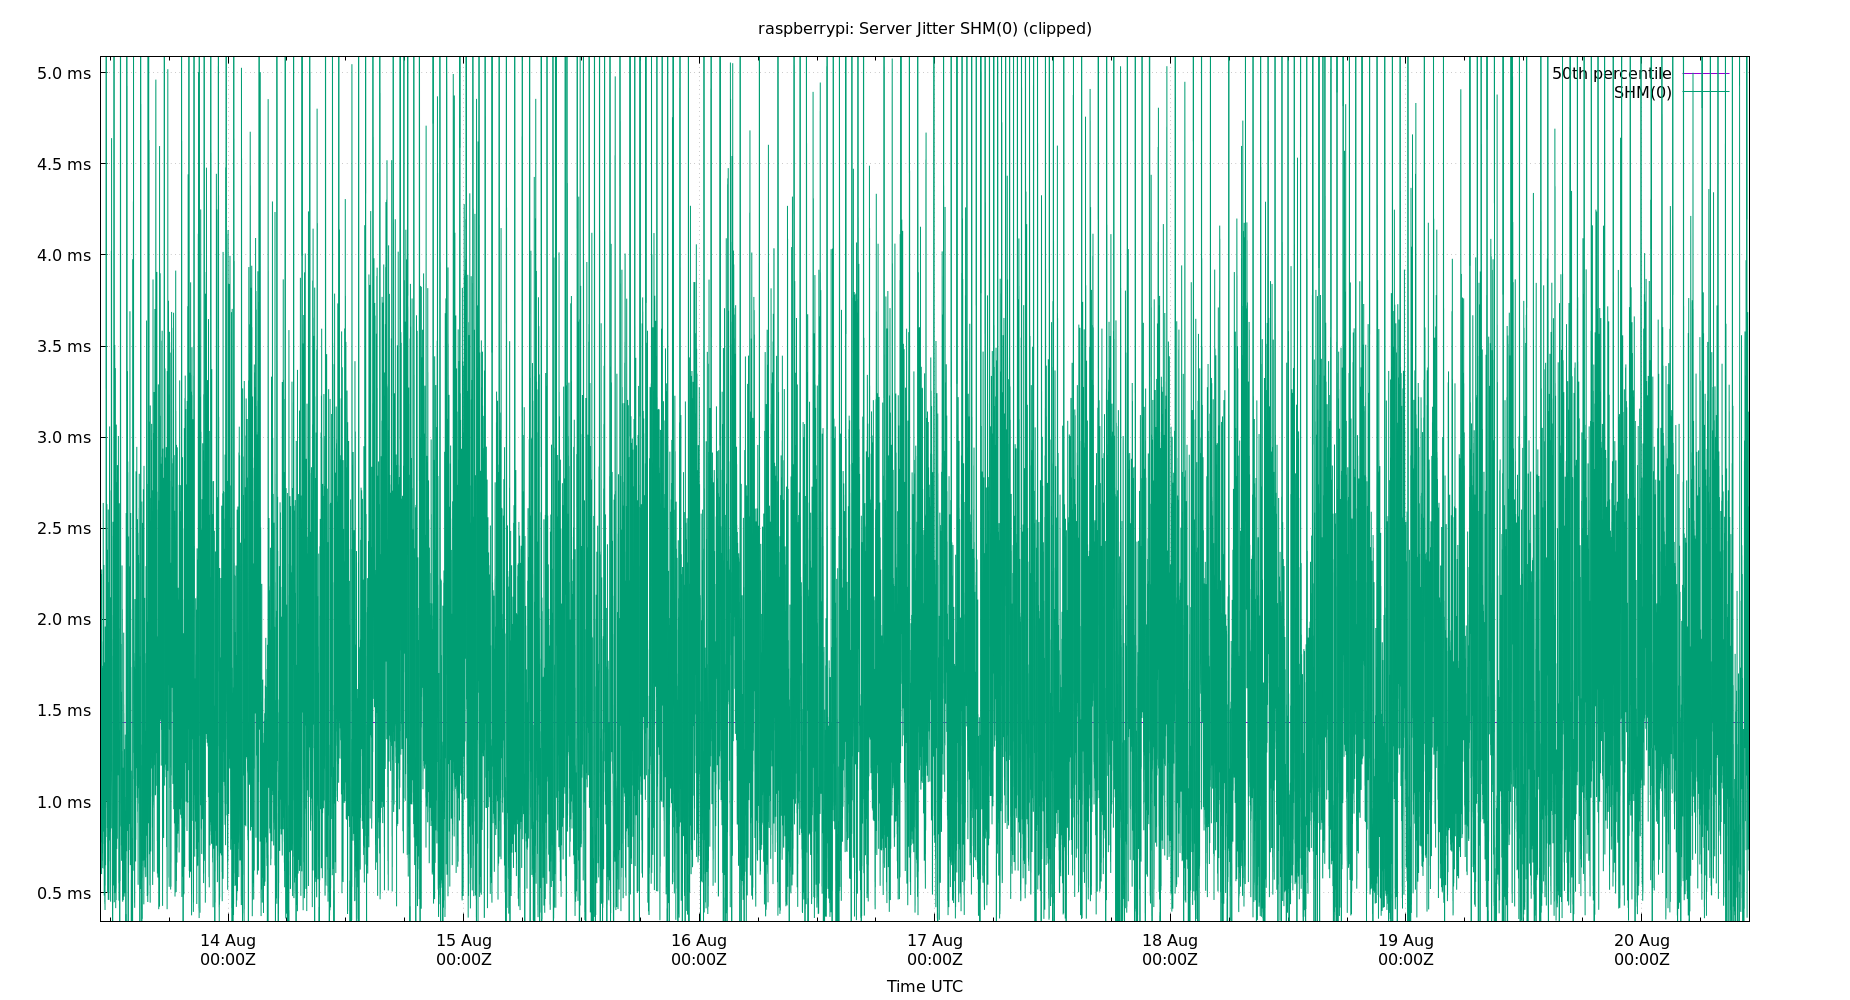 raspberrypi: Server Jitter SHM(0) (clipped)
50th percentile
SHM(0)
5.0 ms
4.5 ms
4.0 ms
3.5 ms
3.0 ms
2.5 ms
2.0 ms
1.5 ms
1.0 ms
0.5 ms
14 Aug 15 Aug 16 Aug 17 Aug 18 Aug 19 Aug 20 Aug
00:00Z 00:00Z 00:00Z 00:00Z 00:00Z 00:00Z 00:00Z
Time UTC